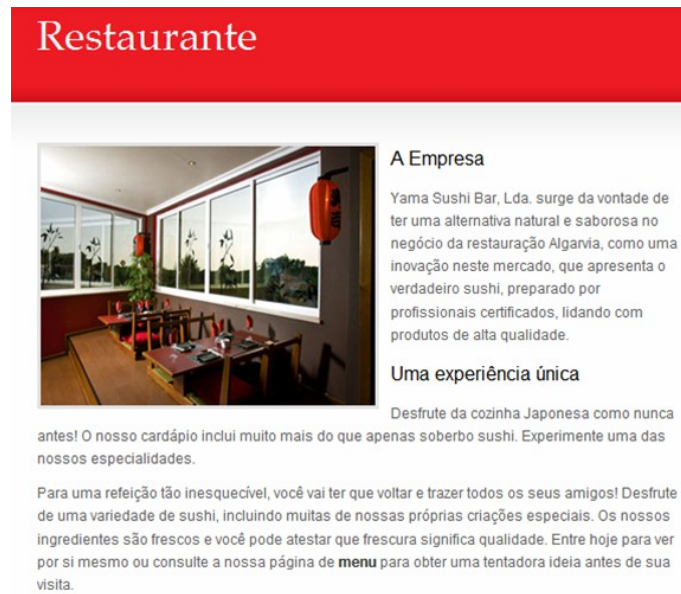 Restaurante
A Empresa
Yama Sushi Bar, Lda. surge da vontade de
ter uma alternativa natural e saborosa no
negócio da restauração Algarvia, como uma
inovação neste mercado, que apresenta o
verdadeiro sushi, preparado por
profissionais certificados, lidando com
produtos de alta qualidade.
Uma experiência única
Desfrute da cozinha Japonesa como nunca
antes! O nosso cardápio inclui muito mais do que apenas soberbo sushi. Experimente uma das
nossos especialidades.
Para uma refeição tão inesquecível, você vai ter que voltar e trazer todos os seus amigos! Desfrute
de uma variedade de sushi, incluindo muitas de nossas próprias criações especiais. Os nossos
ingredientes são frescos e você pode atestar que frescura significa qualidade. Entre hoje para ver
por si mesmo ou consulte a nossa página de menu para obter uma tentadora ideia antes de sua
visita.